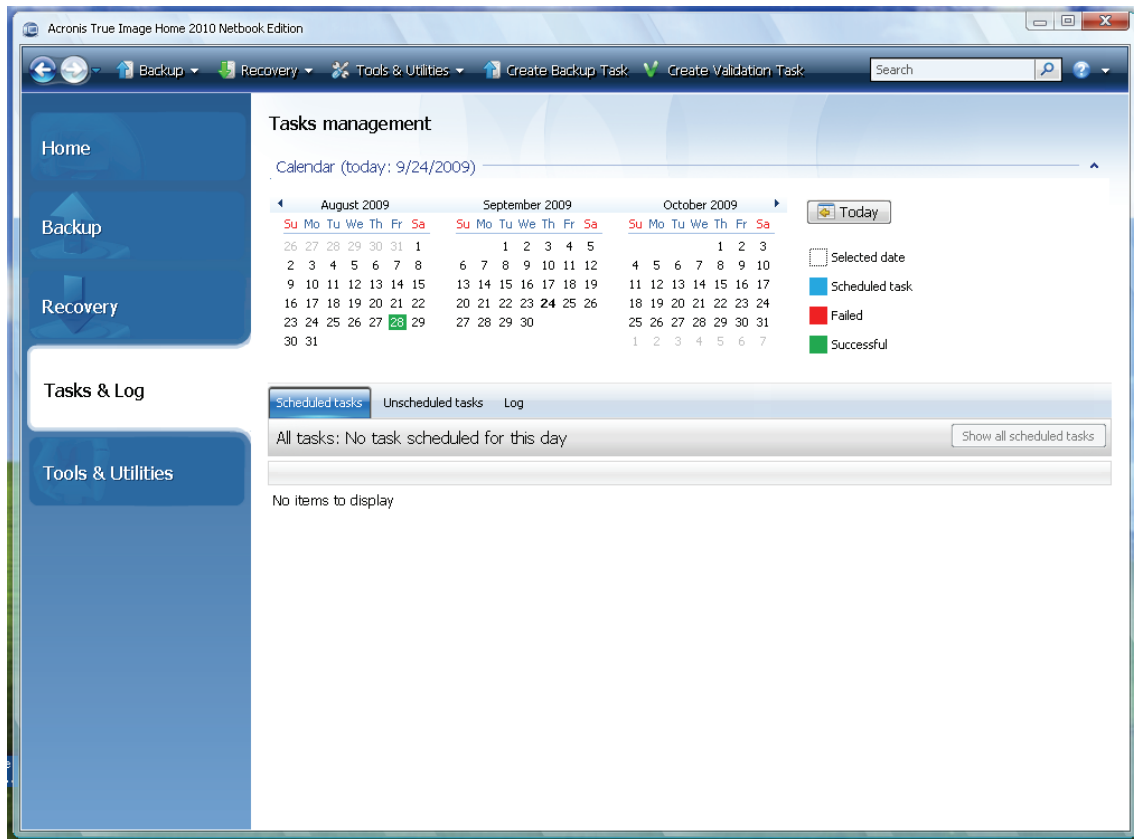 Acronis True Image Home 2010 Netbook Edition
Backup Recovery Tools & Utilities Create Backup Task Create Validation Task Search
Home
Backup
Recovery
Tasks & Log
Tools & Utilities
Tasks management
Calendar (today: 9/24/2009)
August 2009
Su Mo Tu We Th Fr Sa
26 27 28 29 30 31 1
2 3 4 5 6 7 8
9 10 11 12 13 14 15
16 17 18 19 20 21 22
23 24 25 26 27 28 29
30 31
September 2009
Su Mo Tu We Th Fr Sa
1 2 3 4 5
6 7 8 9 10 11 12
13 14 15 16 17 18 19
20 21 22 23 24 25 26
27 28 29 30
October 2009
Su Mo Tu We Th Fr Sa
1 2 3
4 5 6 7 8 9 10
11 12 13 14 15 16 17
18 19 20 21 22 23 24
25 26 27 28 29 30 31
1 2 3 4 5 6 7
Today
Selected date
Scheduled task
Failed
Successful
Scheduled tasks Unscheduled tasks Log
All tasks: No task scheduled for this day
Show all scheduled tasks
No items to display